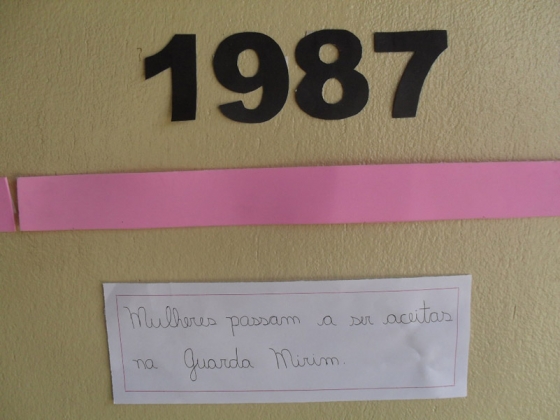 1987
Mulheres passam a ser aceitas
na Guarda Mirim.